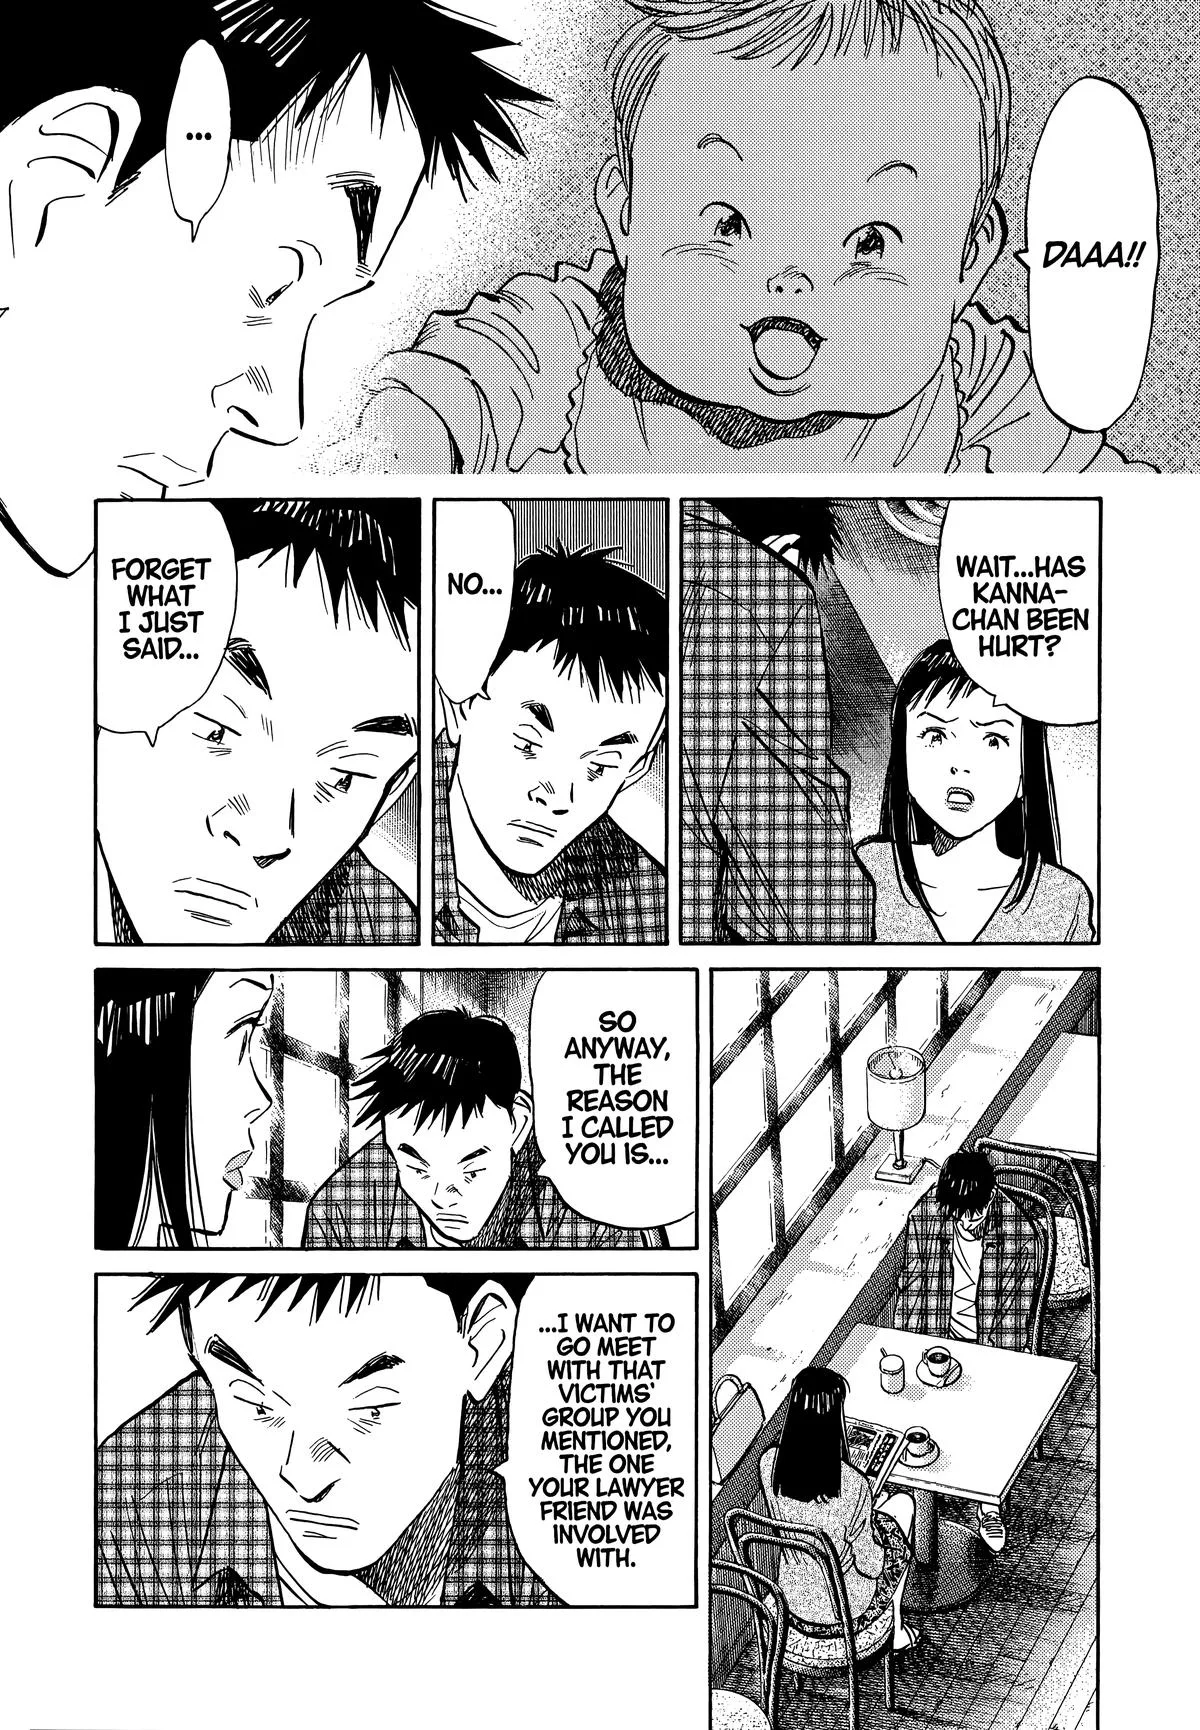 DAAA!!
...
WAIT...HAS
KANNA-
CHAN BEEN
HURT?
NO...
FORGET
WHAT
I JUST
SAID...
SO
ANYWAY,
THE
REASON
I CALLED
YOU IS...
...I WANT TO
GO MEET
WITH THAT
VICTIMS'
GROUP YOU
MENTIONED,
THE ONE
YOUR LAWYER
FRIEND WAS
INVOLVED
WITH.